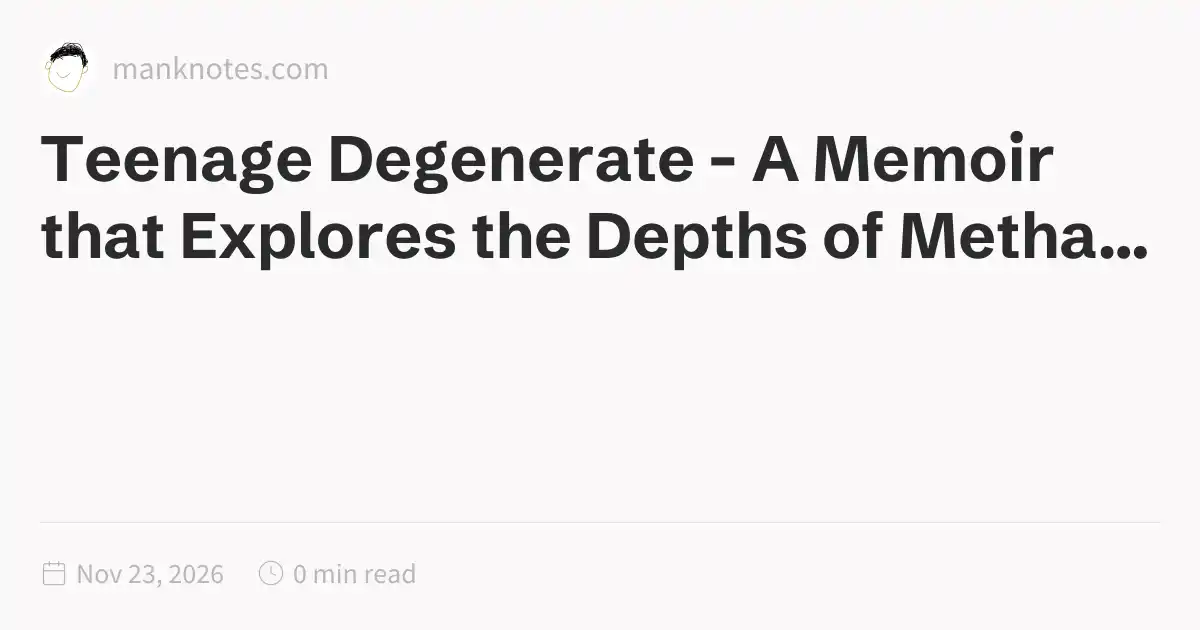 manknotes.com
Teenage Degenerate - A Memoir
that Explores the Depths of Metha...
Nov 23, 2026 0 min read